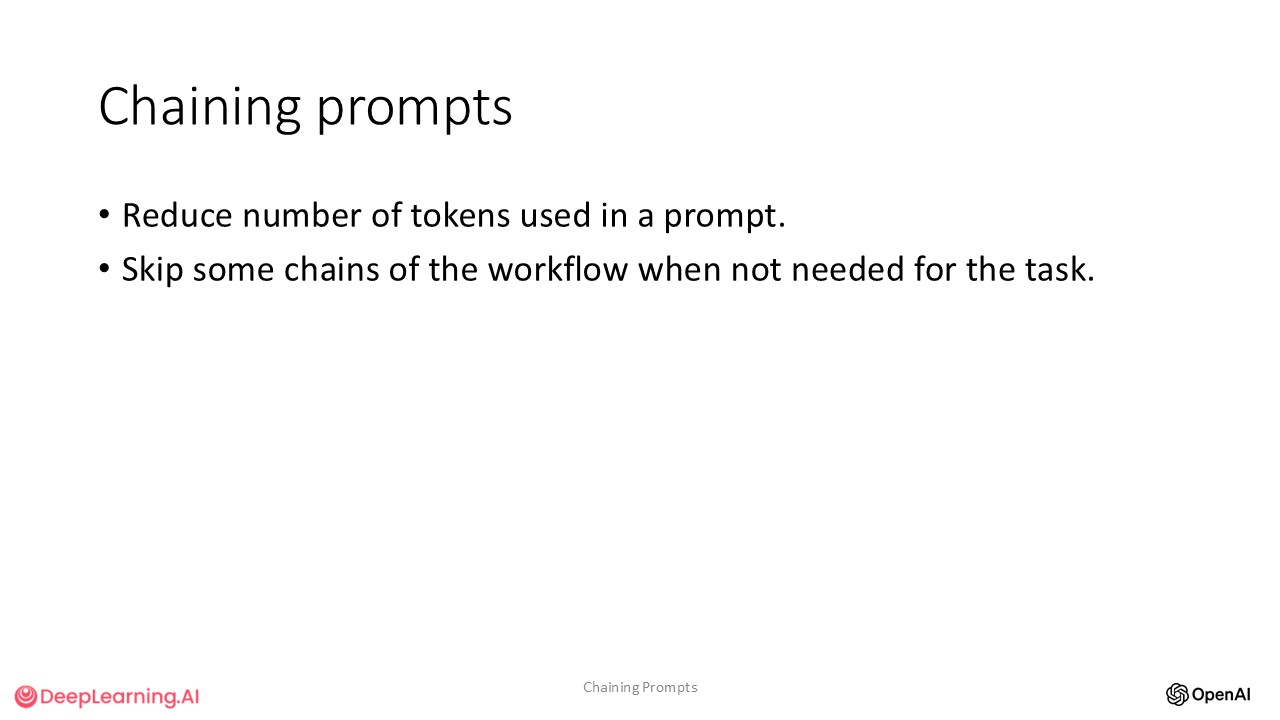 Chaining prompts
• Reduce number of tokens used in a prompt.
• Skip some chains of the workflow when not needed for the task.
DeepLearning.AI
Chaining Prompts
OpenAI